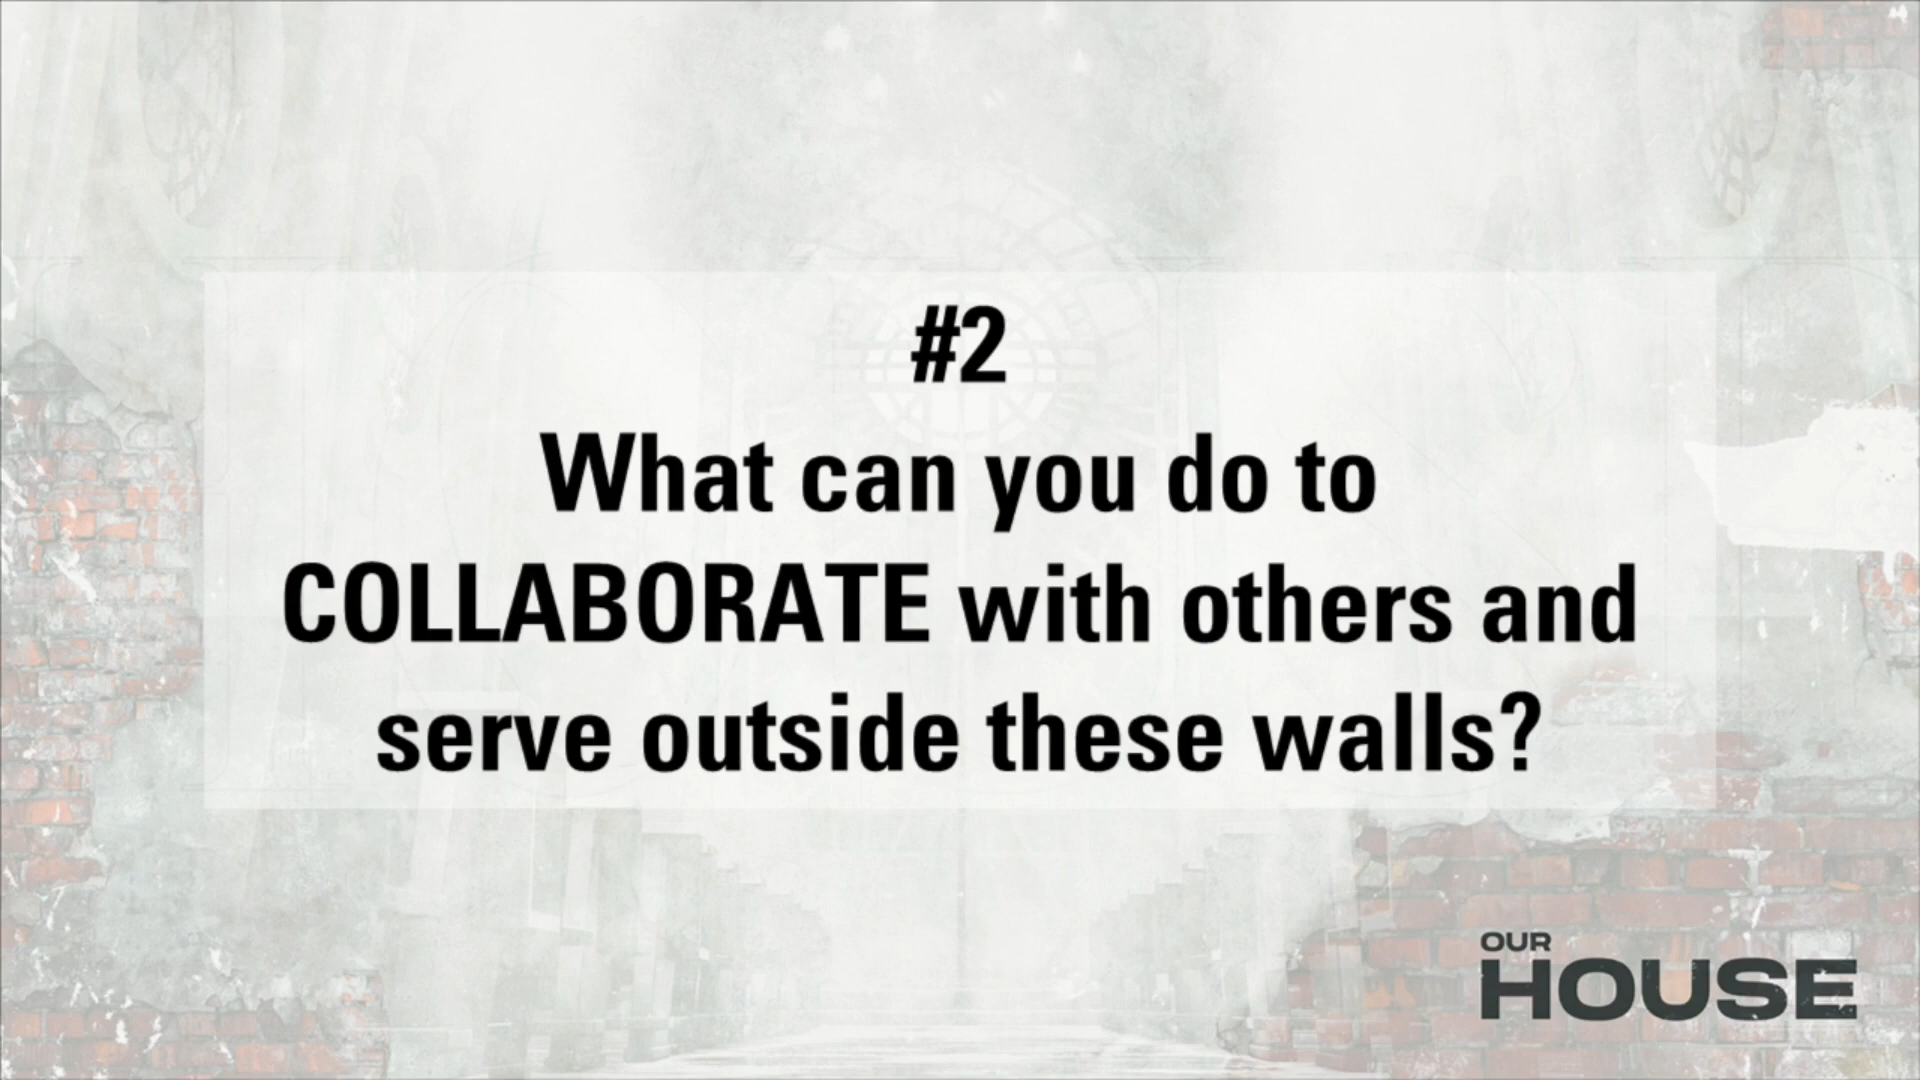 #2
What can you do to
COLLABORATE with others and
serve outside these walls?
OUR
HOUSE